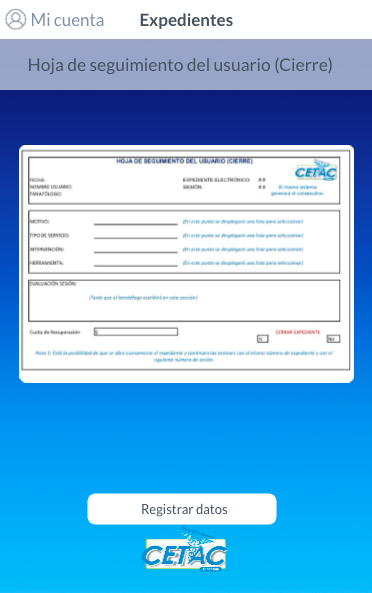 Mi cuenta
Expedientes
Hoja de seguimiento del usuario (Cierre)
HOJA DE SEGUIMIENTO DEL USUARIO (CIERRE)
CETAC
FECHA:
EXPEDIENTE ELECTRÓNICO: ##
NOMBRE USUARIO:
SESIÓN: ##
El mismo sistema
TANATÓLOGO:
generará el consecutivo.
MOTIVO: (En este punto se desplegará una lista para seleccionar)
TIPO DE SERVICIO: (En este punto se desplegará una lista para seleccionar)
INTERVENCIÓN: (En este punto se desplegará una lista para seleccionar)
HERRAMIENTA: (En este punto se desplegará una lista para seleccionar)
EVALUACIÓN SESIÓN:
(Texto que el tanatólogo escribirá en esta sección)
Cuota de Recuperación: $
CERRAR EXPEDIENTE
No
Nota 1: Está la posibilidad de que se abra nuevamente el expediente y continúen las sesiones con el mismo número de expediente y con el
siguiente número de sesión.
Registrar datos
CETAC